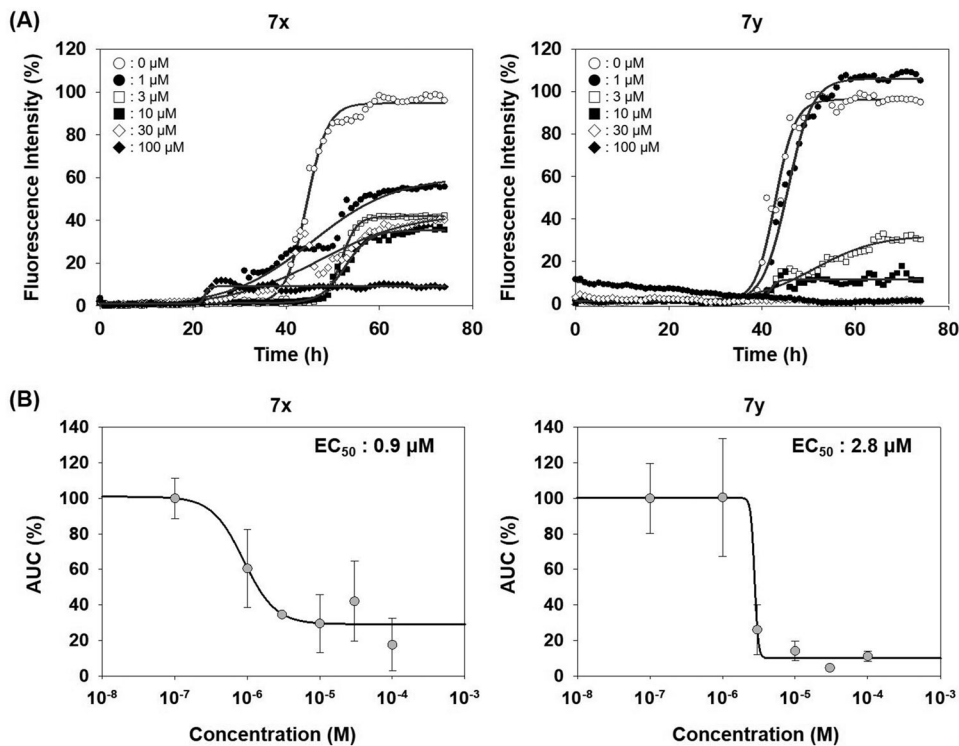 (A)
7x
7y
Fluorescence Intensity (%)
120
100
80
60
40
20
0
○ : 0 µM
● : 1 µM
□ : 3 µM
■ : 10 µM
◇ : 30 µM
◆ : 100 µM
0 20 40 60 80
Time (h)
Fluorescence Intensity (%)
120
100
80
60
40
20
0
○ : 0 µM
● : 1 µM
□ : 3 µM
■ : 10 µM
◇ : 30 µM
◆ : 100 µM
0 20 40 60 80
Time (h)
(B)
7x
7y
AUC (%)
140
120
100
80
60
40
20
0
EC₅₀ : 0.9 µM
10⁻⁸ 10⁻⁷ 10⁻⁶ 10⁻⁵ 10⁻⁴ 10⁻³
Concentration (M)
AUC (%)
140
120
100
80
60
40
20
0
EC₅₀ : 2.8 µM
10⁻⁸ 10⁻⁷ 10⁻⁶ 10⁻⁵ 10⁻⁴ 10⁻³
Concentration (M)